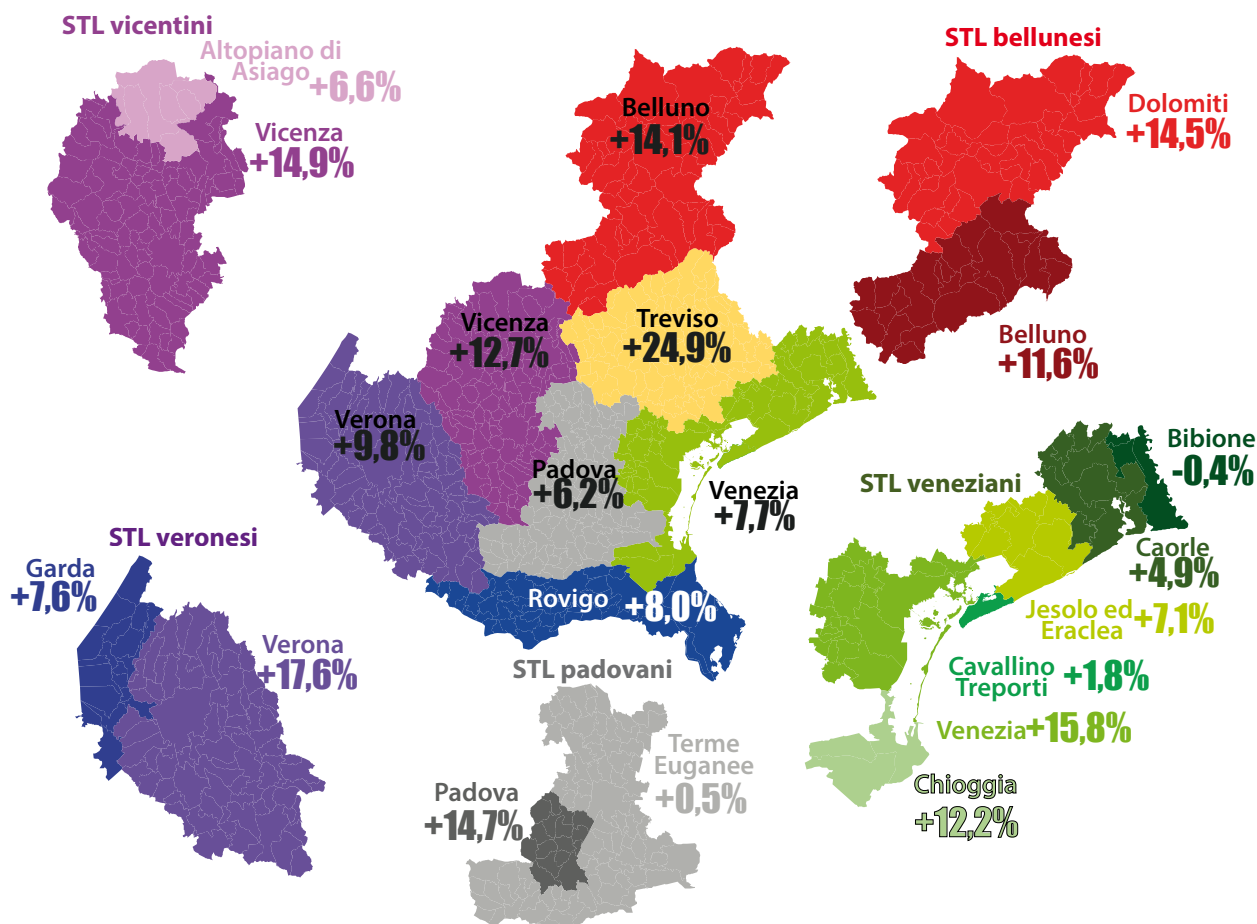 STL vicentini
Altopiano di
Asiago +6,6%
Vicenza
+14,9%
Belluno
+14,1%
Vicenza
+12,7%
Treviso
+24,9%
Verona
+9,8%
Padova
+6,2%
Venezia
+7,7%
Rovigo +8,0%
STL bellunesi
Dolomiti
+14,5%
Belluno
+11,6%
STL veronesi
Garda
+7,6%
Verona
+17,6%
STL padovani
Terme
Euganee
+0,5%
Padova
+14,7%
STL veneziani
Bibione
-0,4%
Caorle
+4,9%
Jesolo ed
Eraclea +7,1%
Cavallino
Treporti +1,8%
Venezia +15,8%
Chioggia
+12,2%